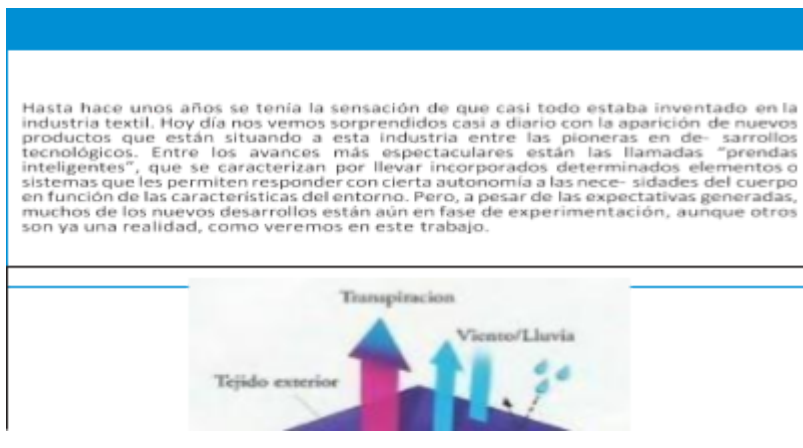 Hasta hace unos años se tenía la sensación de que casi todo estaba inventado en la
industria textil. Hoy día nos vemos sorprendidos casi a diario con la aparición de nuevos
productos que están situando a esta industria entre las pioneras en de- sarrollos
tecnológicos. Entre los avances más espectaculares están las llamadas “prendas
inteligentes”, que se caracterizan por llevar incorporados determinados elementos o
sistemas que les permiten responder con cierta autonomía a las nece- sidades del cuerpo
en función de las características del entorno. Pero, a pesar de las expectativas generadas,
muchos de los nuevos desarrollos están aún en fase de experimentación, aunque otros
son ya una realidad, como veremos en este trabajo.
Transpiracion
Viento/Lluvia
Tejido exterior